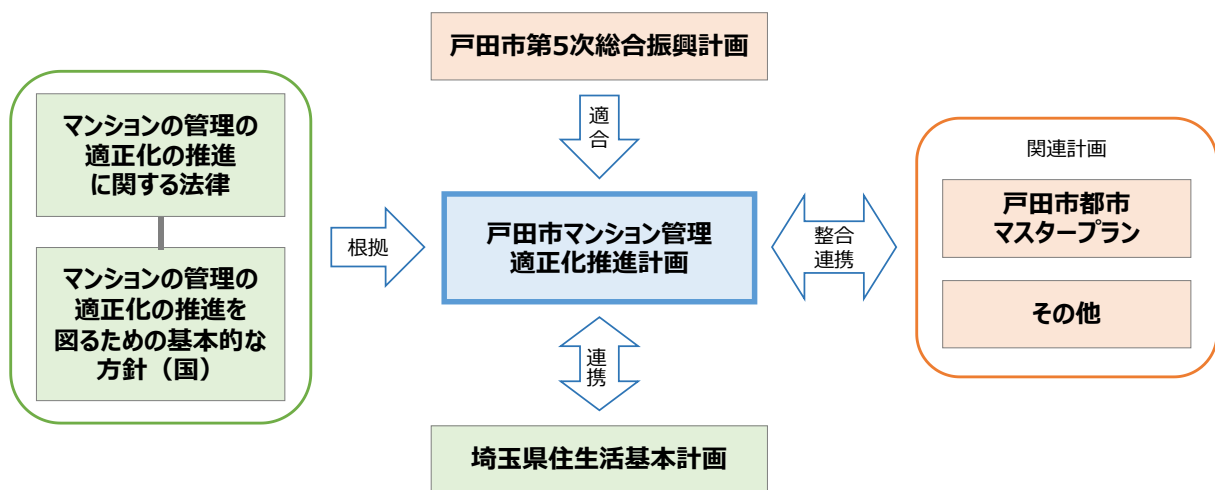 戸田市第5次総合振興計画
適
合
マンションの管理の
適正化の推進
に関する法律
マンションの管理の
適正化の推進を
図るための基本的な
方針（国）
根拠
戸田市マンション管理
適正化推進計画
整合
連携
関連計画
戸田市都市
マスタープラン
その他
連
携
埼玉県住生活基本計画